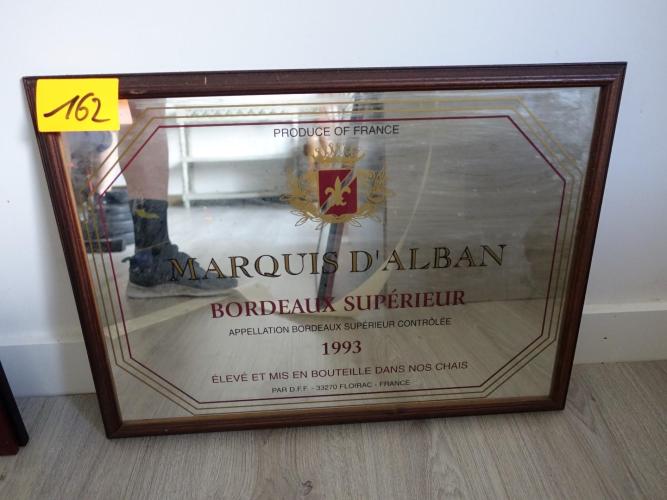 162
PRODUCE OF FRANCE
MARQUIS D'ALBAN
BORDEAUX SUPÉRIEUR
APPELLATION BORDEAUX SUPÉRIEUR CONTRÔLÉE
1993
ÉLEVÉ ET MIS EN BOUTEILLE DANS NOS CHAIS
PAR D.F.F. - 33270 FLOIRAC - FRANCE